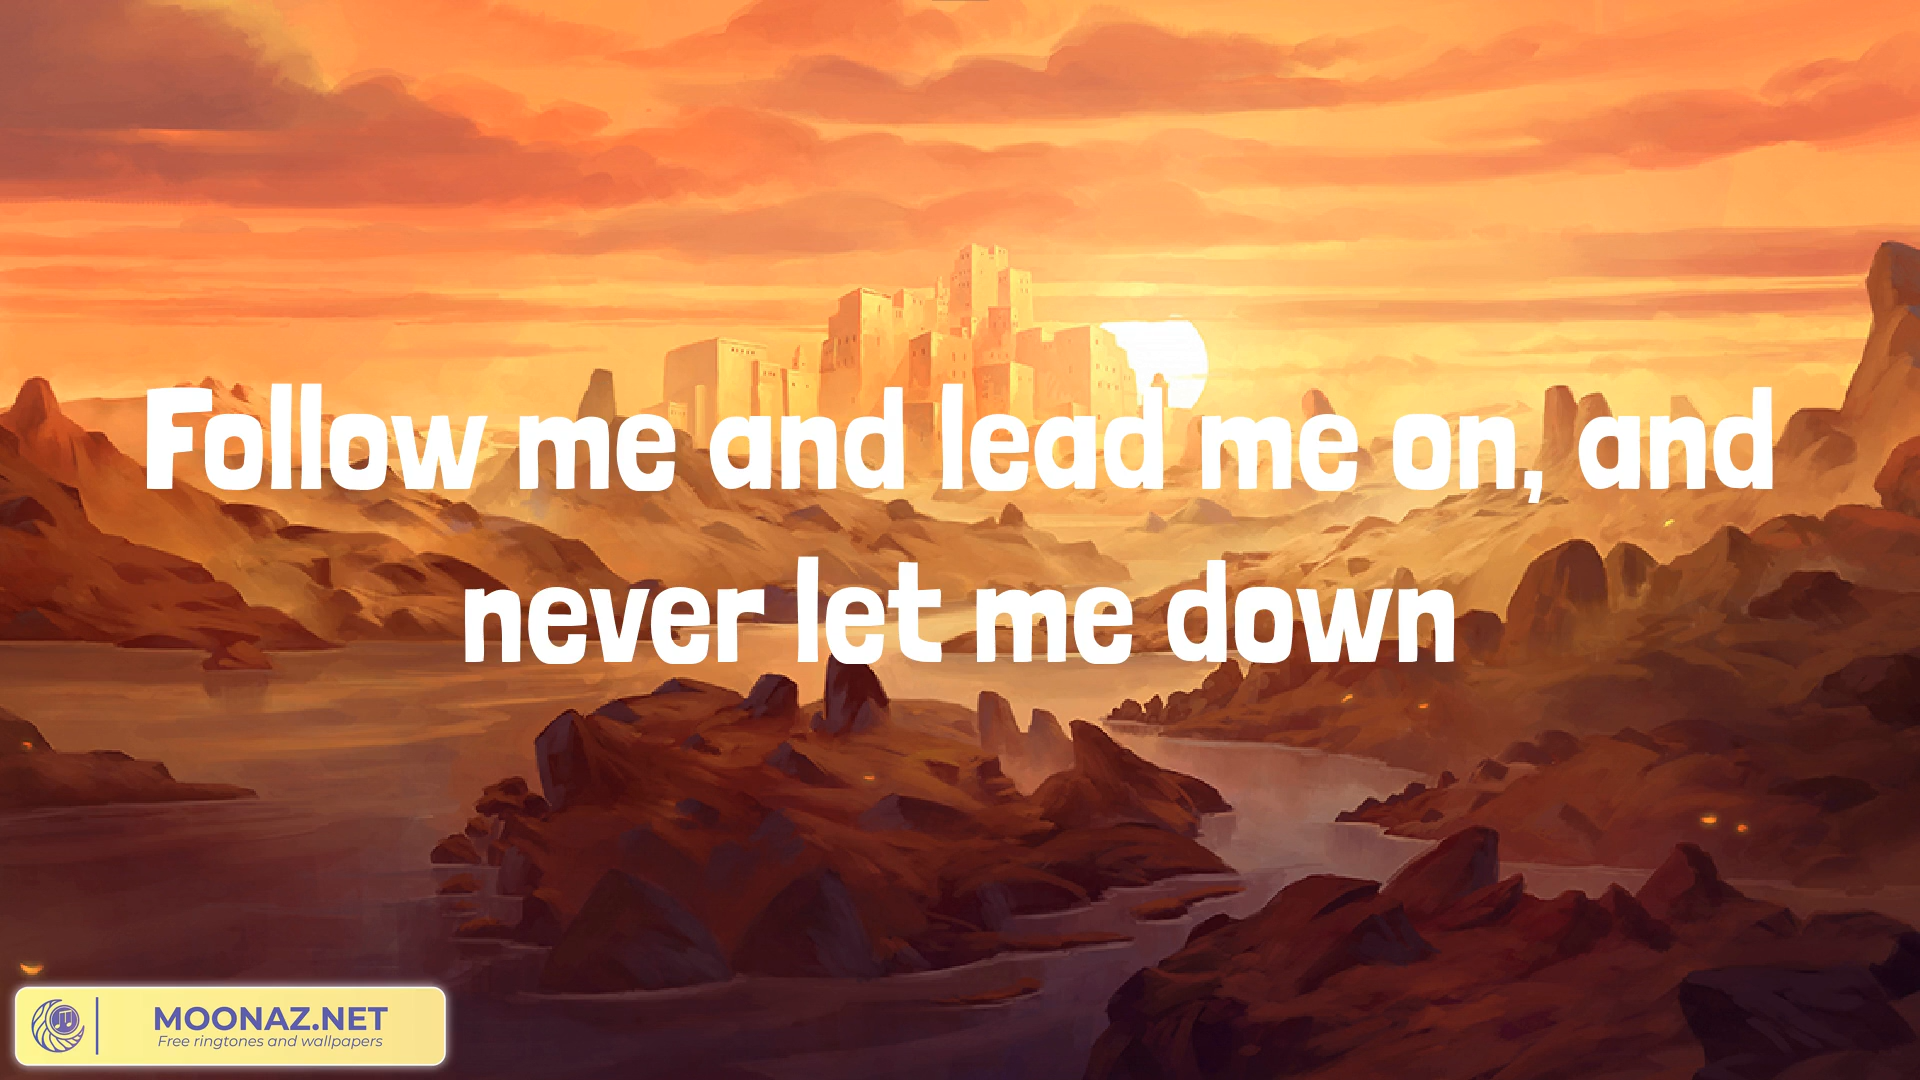 Follow me and lead me on, and
never let me down
MOONAZ.NET
Free ringtones and wallpapers